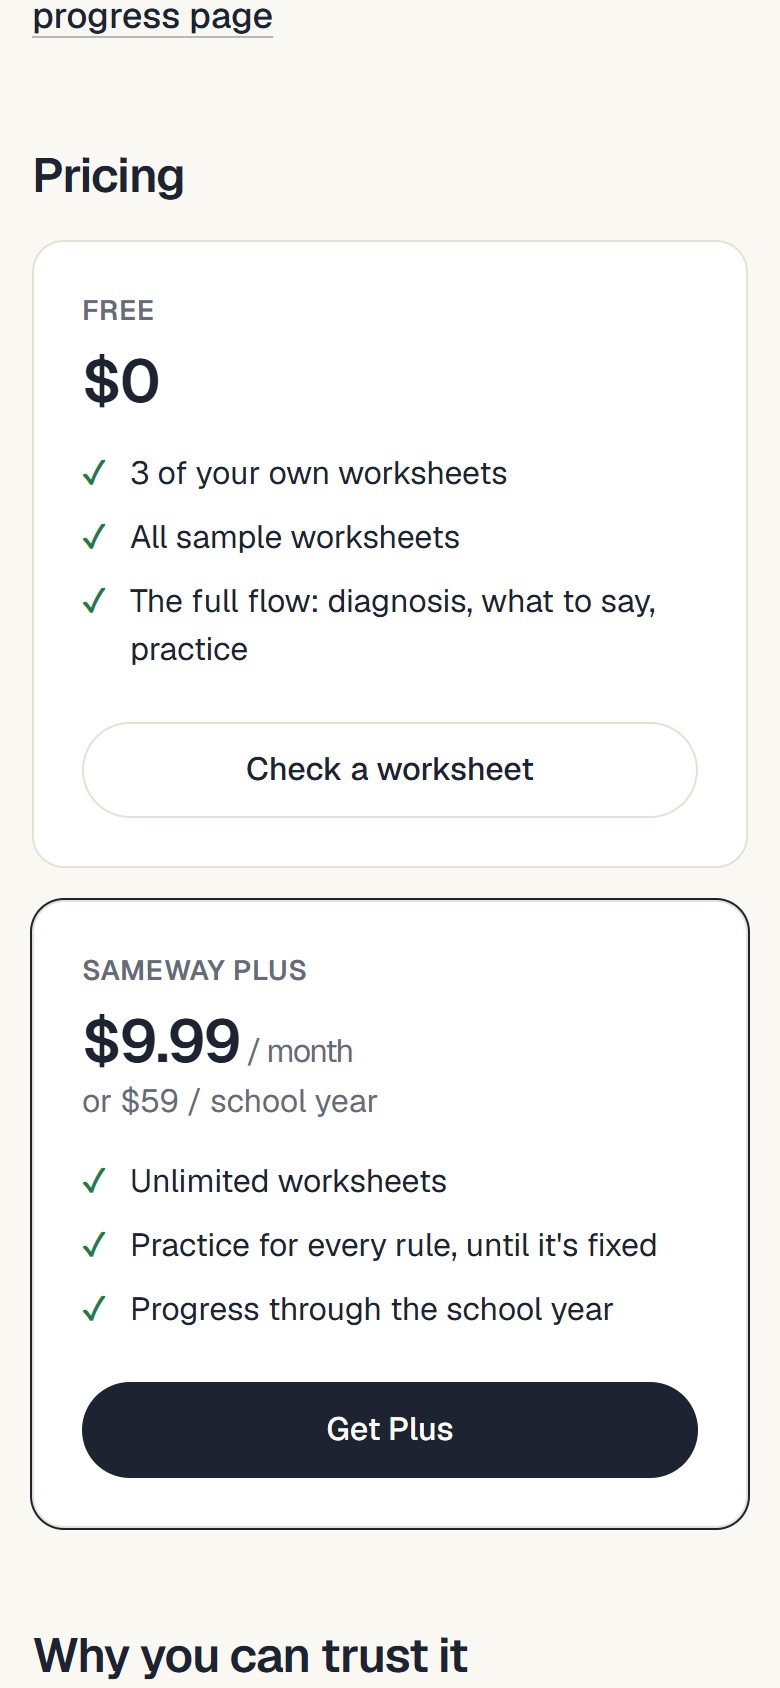 progress page
Pricing
FREE
$0
✓ 3 of your own worksheets
✓ All sample worksheets
✓ The full flow: diagnosis, what to say,
practice
Check a worksheet
SAMEWAY PLUS
$9.99 / month
or $59 / school year
✓ Unlimited worksheets
✓ Practice for every rule, until it's fixed
✓ Progress through the school year
Get Plus
Why you can trust it